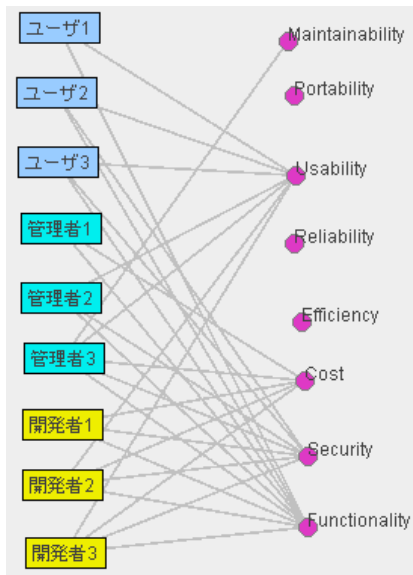 ユーザ1
Maintainability
ユーザ2
Portability
ユーザ3
Usability
管理者1
Reliability
管理者2
Efficiency
管理者3
Cost
開発者1
Security
開発者2
Functionality
開発者3